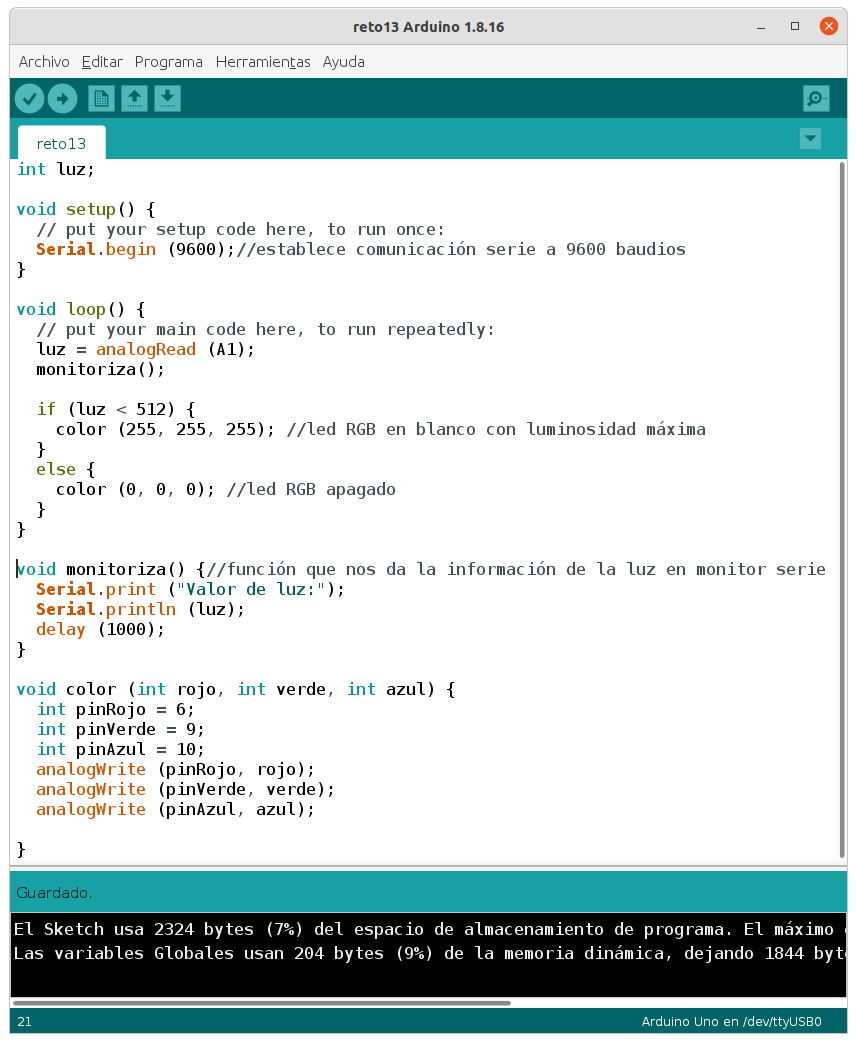 reto13 Arduino 1.8.16
Archivo Editar Programa Herramientas Ayuda
reto13
int luz;

void setup() {
  // put your setup code here, to run once:
  Serial.begin (9600);//establece comunicación serie a 9600 baudios
}

void loop() {
  // put your main code here, to run repeatedly:
  luz = analogRead (A1);
  monitoriza();

  if (luz < 512) {
    color (255, 255, 255); //led RGB en blanco con luminosidad máxima
  }
  else {
    color (0, 0, 0); //led RGB apagado
  }
}

void monitoriza() {//función que nos da la información de la luz en monitor serie
  Serial.print ("Valor de luz:");
  Serial.println (luz);
  delay (1000);
}

void color (int rojo, int verde, int azul) {
  int pinRojo = 6;
  int pinVerde = 9;
  int pinAzul = 10;
  analogWrite (pinRojo, rojo);
  analogWrite (pinVerde, verde);
  analogWrite (pinAzul, azul);

}
Guardado.
El Sketch usa 2324 bytes (7%) del espacio de almacenamiento de programa. El máximo
Las variables Globales usan 204 bytes (9%) de la memoria dinámica, dejando 1844 byt
21 Arduino Uno en /dev/ttyUSB0